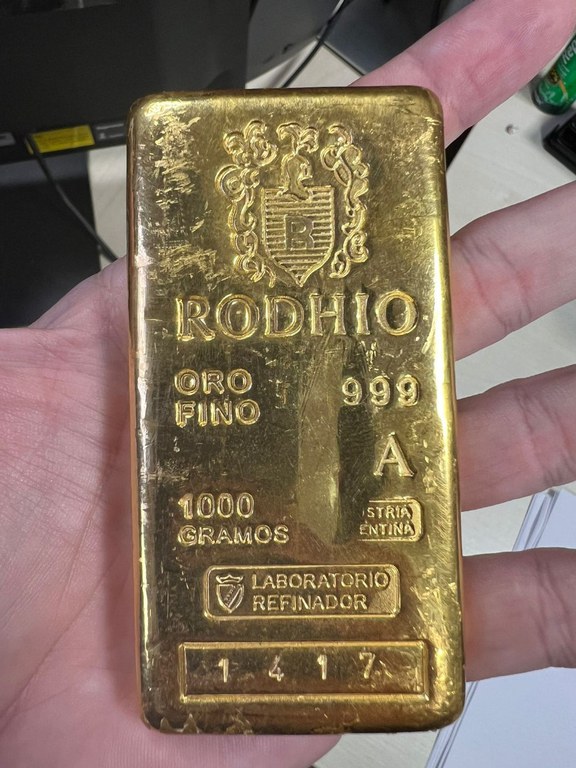 R
RODHIO
ORO
FINO
999
A
1000
GRAMOS
STRIA
ENTINA
LABORATORIO
REFINADOR
1417